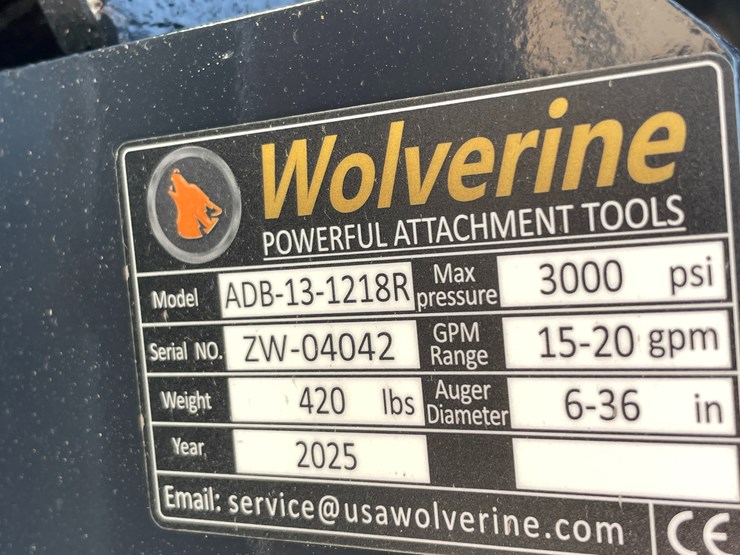 Wolverine
POWERFUL ATTACHMENT TOOLS
Model ADB-13-1218R Max pressure 3000 psi
Serial NO. ZW-04042 GPM Range 15-20 gpm
Weight 420 lbs Auger Diameter 6-36 in
Year 2025
Email: service@usawolverine.com CE